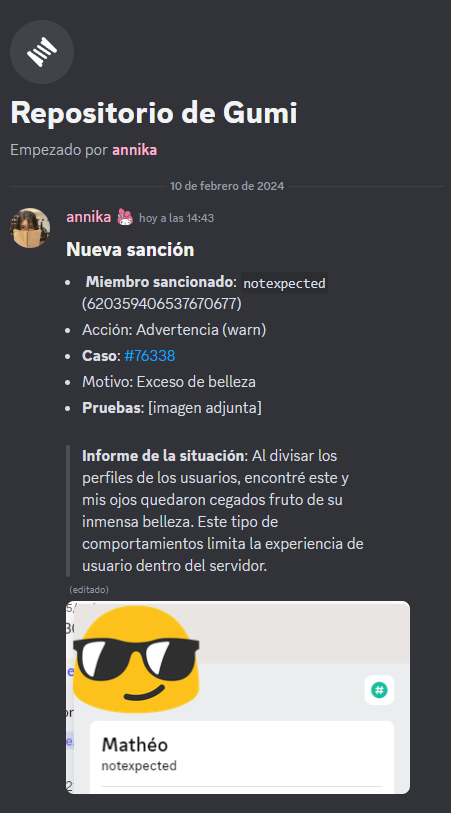 Repositorio de Gumi
Empezado por annika
10 de febrero de 2024
annika hoy a las 14:43
Nueva sanción
Miembro sancionado: notexpected
(620359406537670677)
Acción: Advertencia (warn)
Caso: #76338
Motivo: Exceso de belleza
Pruebas: [imagen adjunta]
Informe de la situación: Al divisar los
perfiles de los usuarios, encontré este y
mis ojos quedaron cegados fruto de su
inmensa belleza. Este tipo de
comportamientos limita la experiencia de
usuario dentro del servidor.
(editado)
Mathéo
notexpected